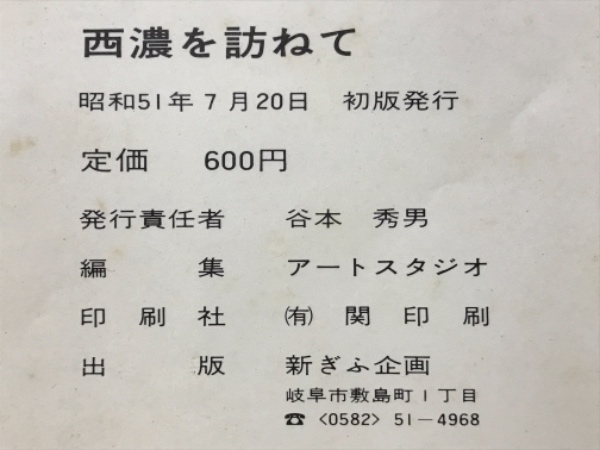 西濃を訪ねて
昭和51年 7月20日 初版発行
定価 600円
発行責任者 谷本 秀男
編集 アートスタジオ
印刷社 ㈲ 関印刷
出版 新ぎふ企画
岐阜市敷島町1丁目
☎ <0582> 51-4968